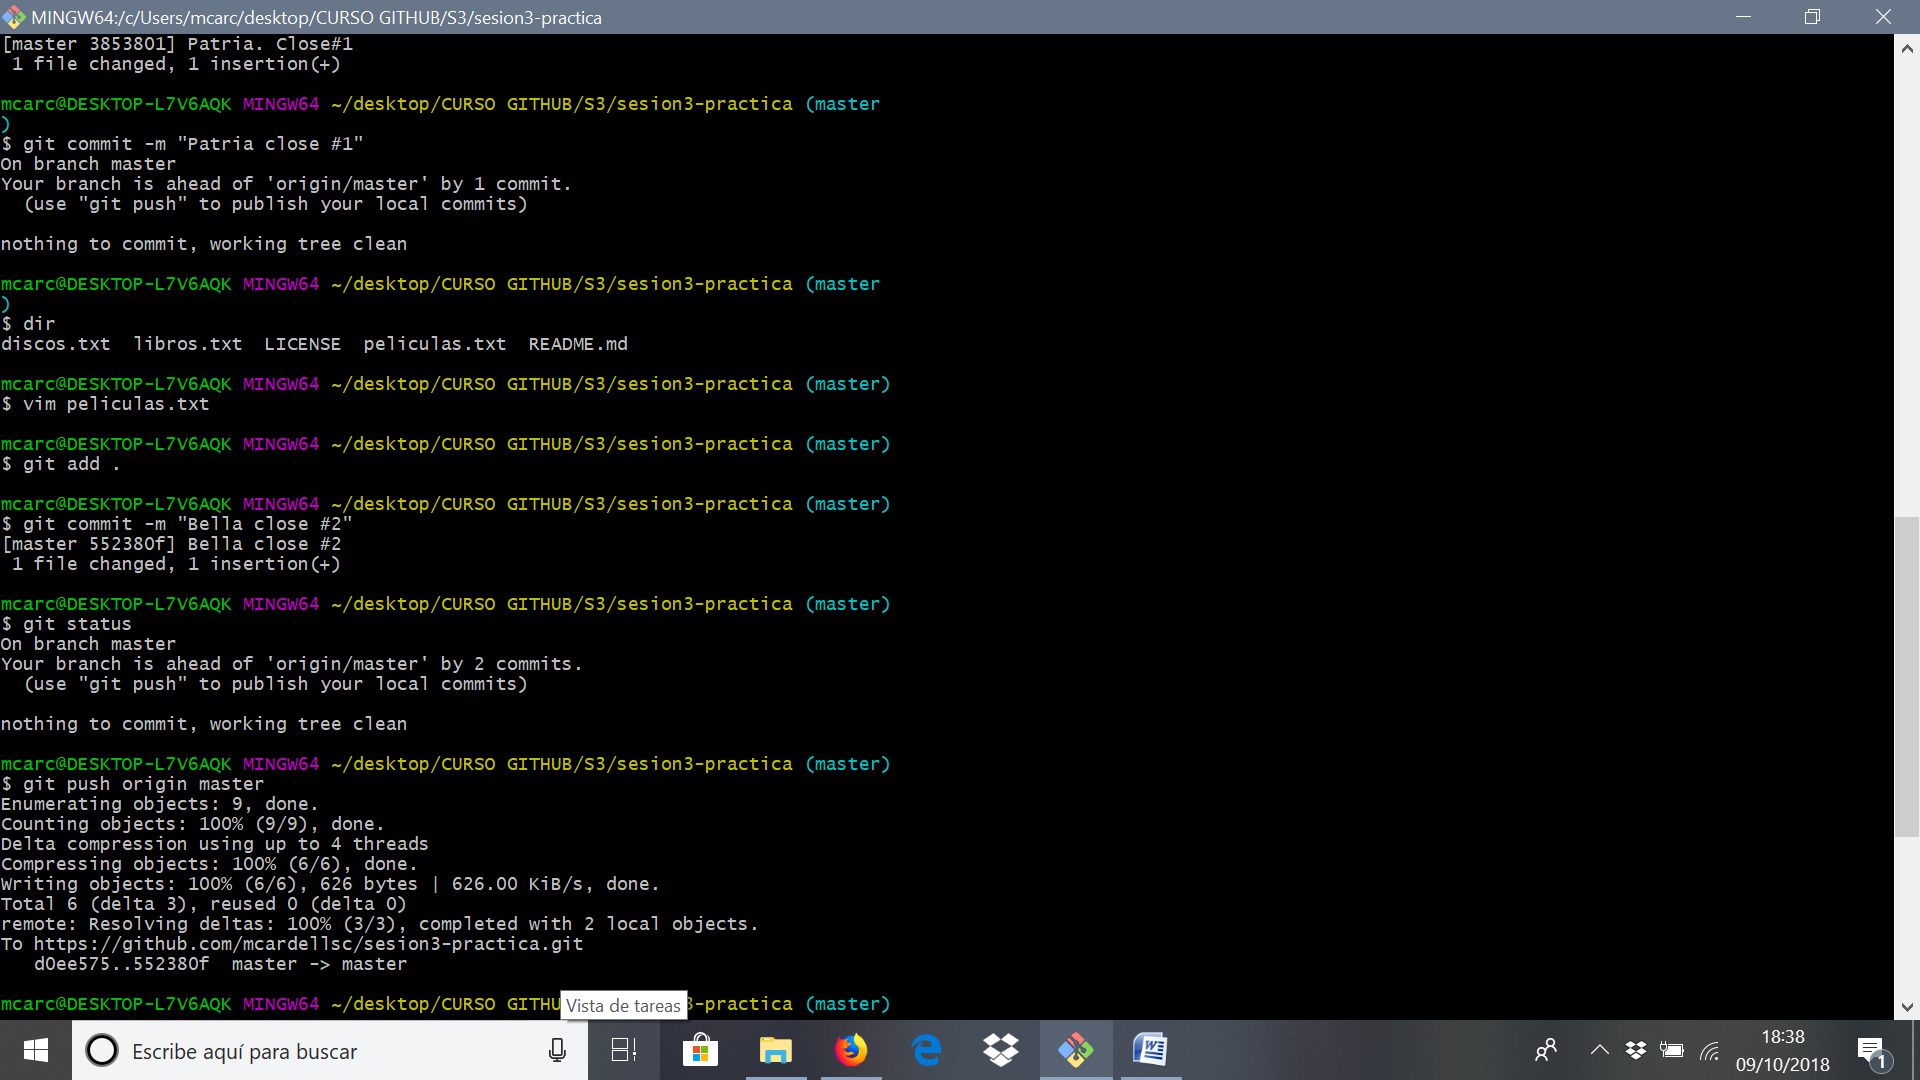 MINGW64:/c/Users/mcarc/desktop/CURSO GITHUB/S3/sesion3-practica
[master 3853801] Patria. Close#1
 1 file changed, 1 insertion(+)
mcarc@DESKTOP-L7V6AQK MINGW64 ~/desktop/CURSO GITHUB/S3/sesion3-practica (master
)
$ git commit -m "Patria close #1"
On branch master
Your branch is ahead of 'origin/master' by 1 commit.
  (use "git push" to publish your local commits)
nothing to commit, working tree clean
mcarc@DESKTOP-L7V6AQK MINGW64 ~/desktop/CURSO GITHUB/S3/sesion3-practica (master
)
$ dir
discos.txt  libros.txt  LICENSE  peliculas.txt  README.md
mcarc@DESKTOP-L7V6AQK MINGW64 ~/desktop/CURSO GITHUB/S3/sesion3-practica (master)
$ vim peliculas.txt
mcarc@DESKTOP-L7V6AQK MINGW64 ~/desktop/CURSO GITHUB/S3/sesion3-practica (master)
$ git add .
mcarc@DESKTOP-L7V6AQK MINGW64 ~/desktop/CURSO GITHUB/S3/sesion3-practica (master)
$ git commit -m "Bella close #2"
[master 552380f] Bella close #2
 1 file changed, 1 insertion(+)
mcarc@DESKTOP-L7V6AQK MINGW64 ~/desktop/CURSO GITHUB/S3/sesion3-practica (master)
$ git status
On branch master
Your branch is ahead of 'origin/master' by 2 commits.
  (use "git push" to publish your local commits)
nothing to commit, working tree clean
mcarc@DESKTOP-L7V6AQK MINGW64 ~/desktop/CURSO GITHUB/S3/sesion3-practica (master)
$ git push origin master
Enumerating objects: 9, done.
Counting objects: 100% (9/9), done.
Delta compression using up to 4 threads
Compressing objects: 100% (6/6), done.
Writing objects: 100% (6/6), 626 bytes | 626.00 KiB/s, done.
Total 6 (delta 3), reused 0 (delta 0)
remote: Resolving deltas: 100% (3/3), completed with 2 local objects.
To https://github.com/mcardellsc/sesion3-practica.git
   d0ee575..552380f  master -> master
mcarc@DESKTOP-L7V6AQK MINGW64 ~/desktop/CURSO GITHU 3-practica (master)
Vista de tareas
Escribe aquí para buscar
18:38
09/10/2018
1